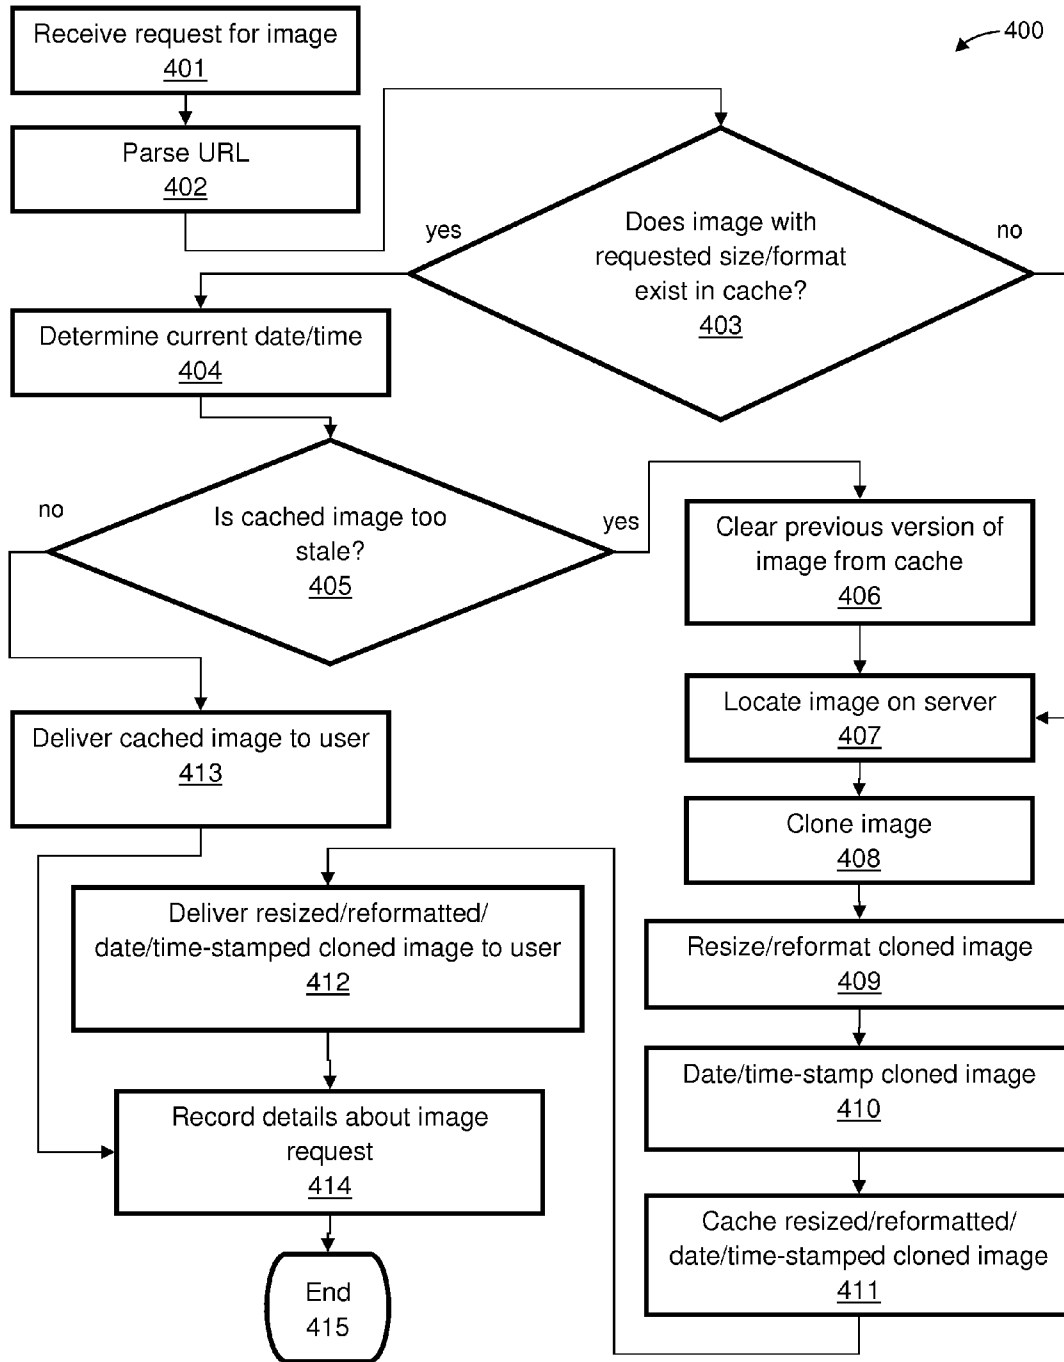 Receive request for image
401
400
Parse URL
402
yes
Does image with
requested size/format
exist in cache?
403
no
Determine current date/time
404
no
Is cached image too
stale?
405
yes
Clear previous version of
image from cache
406
Locate image on server
407
Deliver cached image to user
413
Clone image
408
Deliver resized/reformatted/
date/time-stamped cloned image to user
412
Resize/reformat cloned image
409
Date/time-stamp cloned image
410
Record details about image
request
414
Cache resized/reformatted/
date/time-stamped cloned image
411
End
415